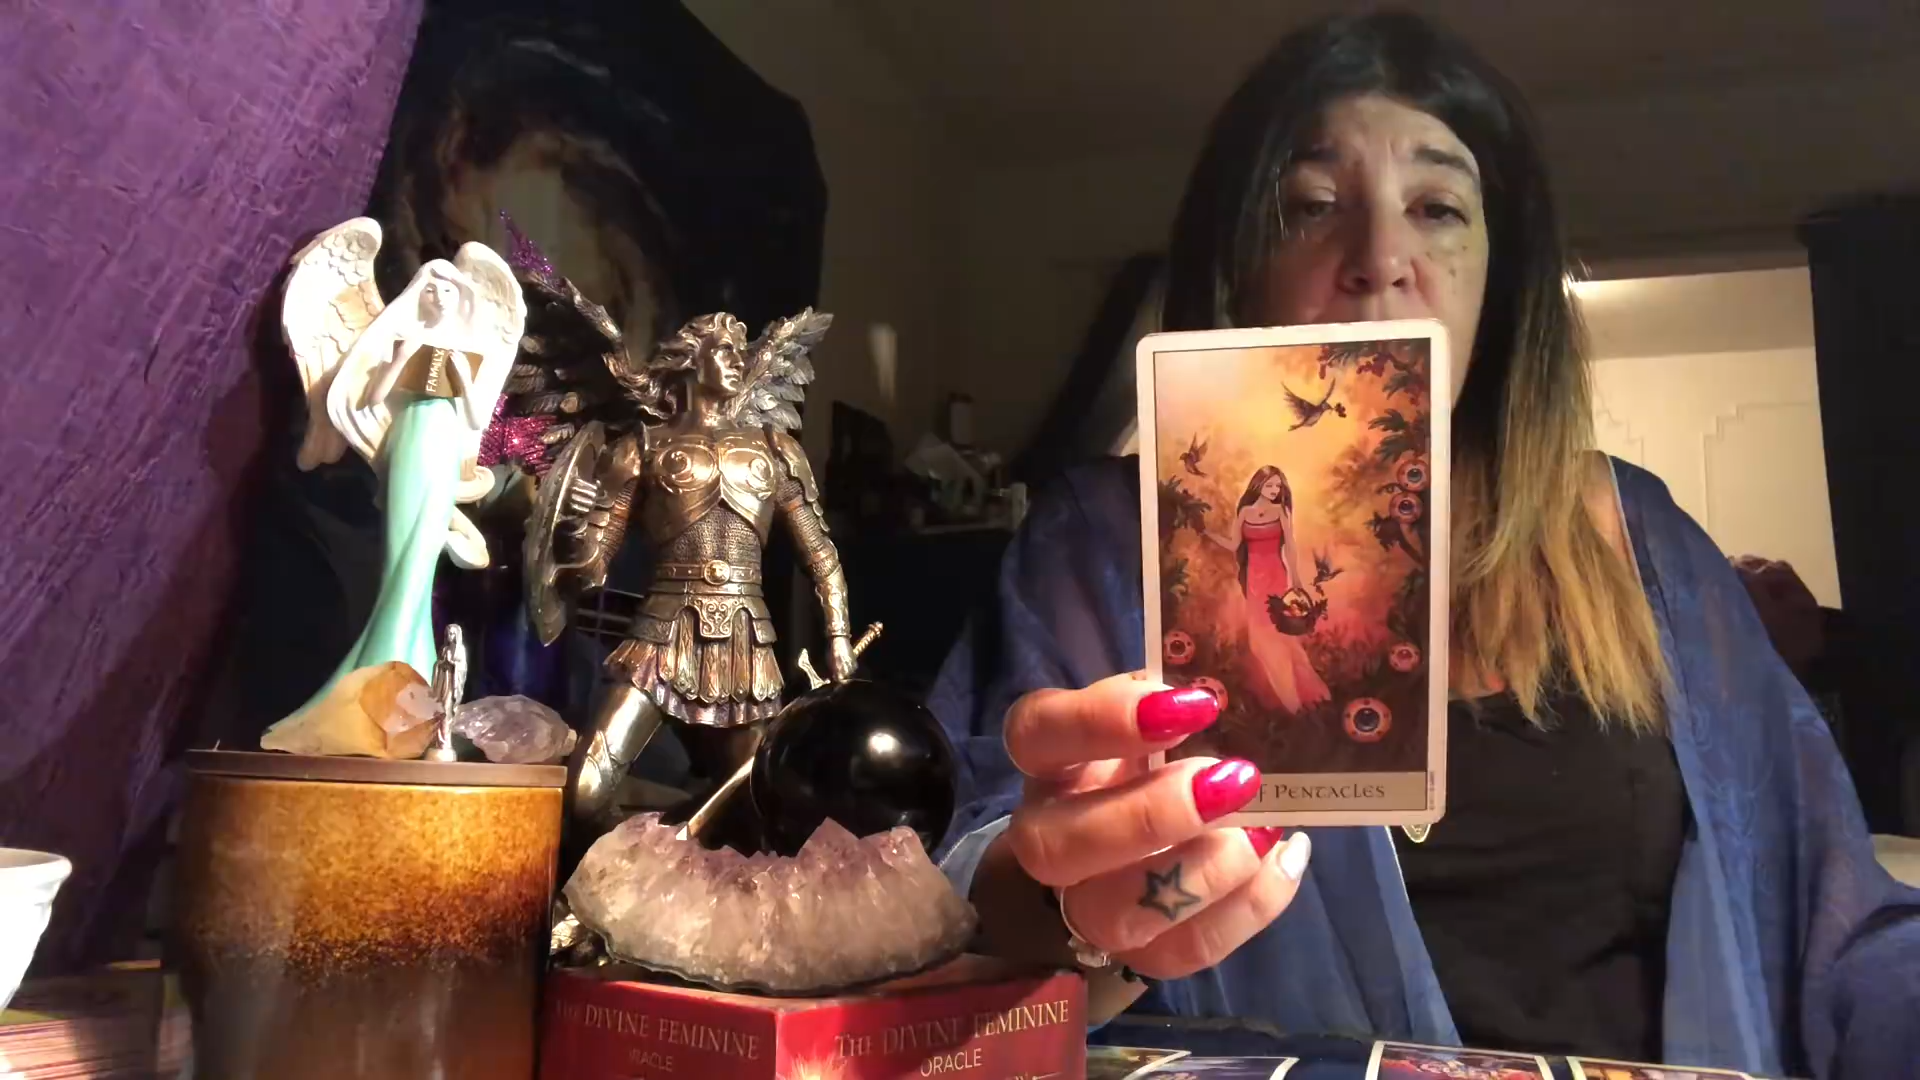 FAMILY
F PENTACLES
THE DIVINE FEMININE
ORACLE
THE DIVINE FEMININE
ORACLE